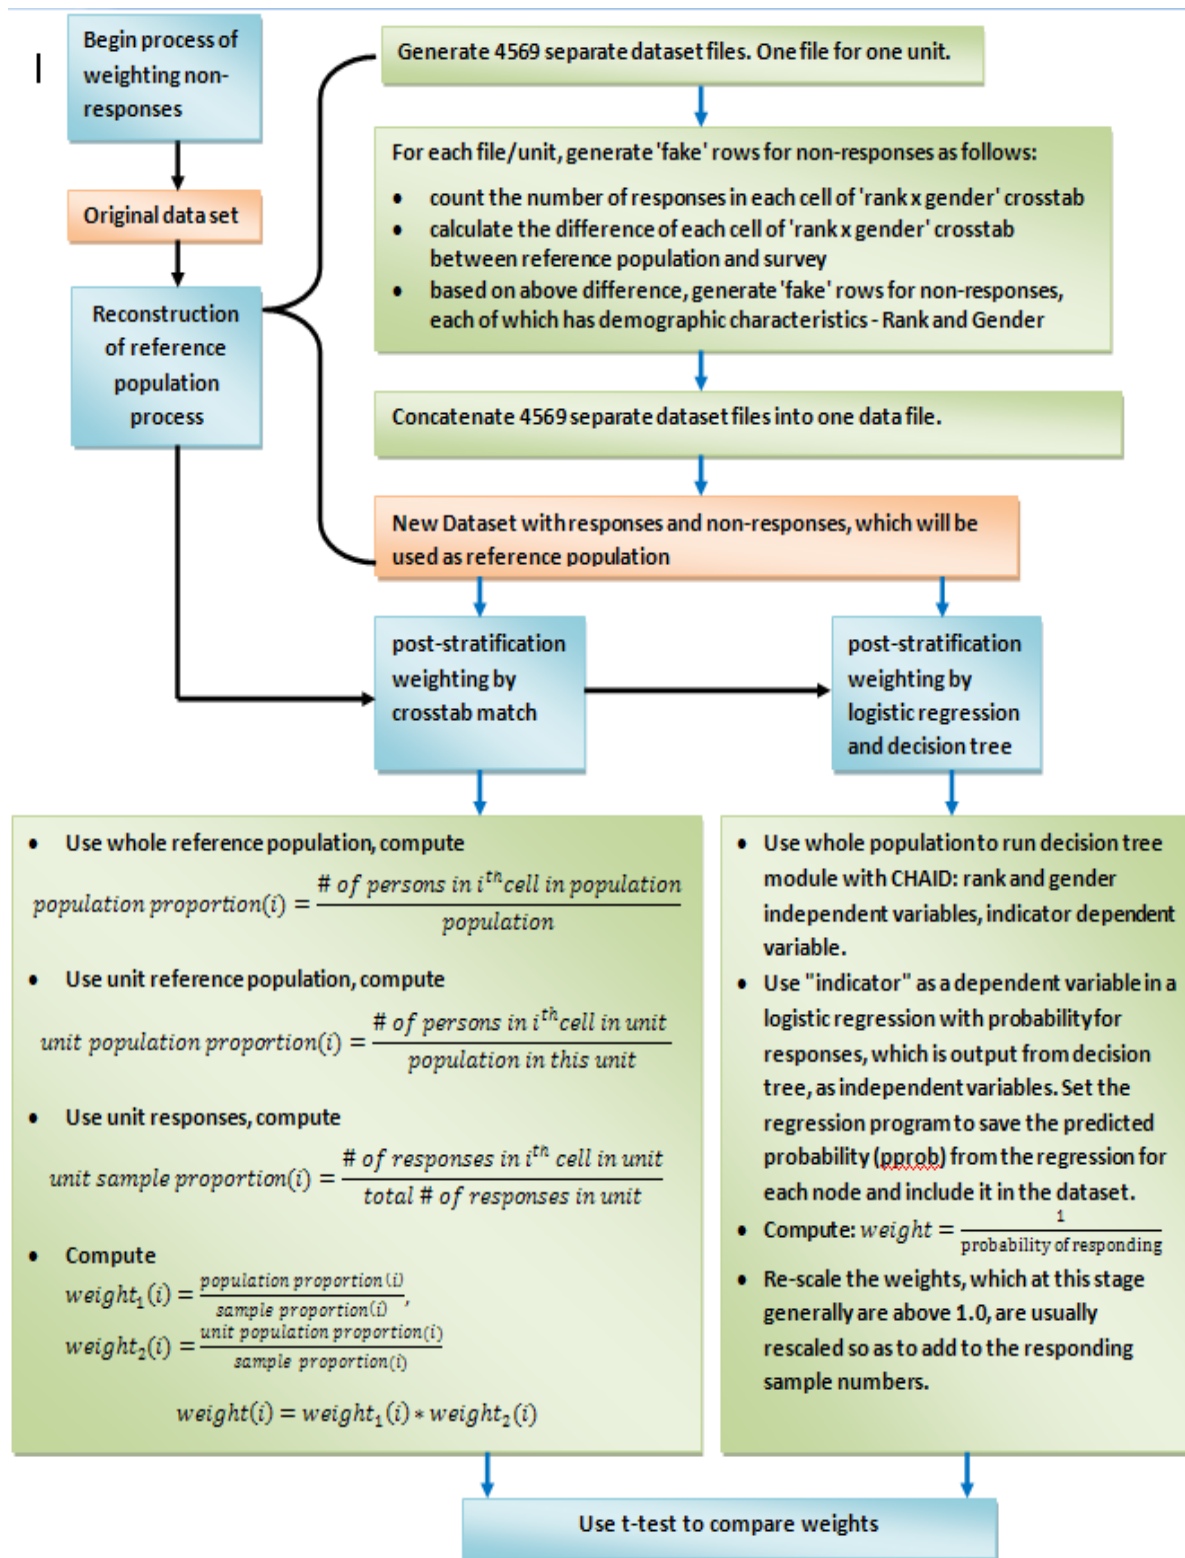 Begin process of
weighting non-
responses
Original data set
Reconstruction
of reference
population
process
Generate 4569 separate dataset files. One file for one unit.
For each file/unit, generate 'fake' rows for non-responses as follows:
• count the number of responses in each cell of 'rank x gender' crosstab
• calculate the difference of each cell of 'rank x gender' crosstab
between reference population and survey
• based on above difference, generate 'fake' rows for non-responses,
each of which has demographic characteristics - Rank and Gender
Concatenate 4569 separate dataset files into one data file.
New Dataset with responses and non-responses, which will be
used as reference population
post-stratification
weighting by
crosstab match
post-stratification
weighting by
logistic regression
and decision tree
• Use whole reference population, compute
population proportion(i) = # of persons in i^th cell in population / population
• Use unit reference population, compute
unit population proportion(i) = # of persons in i^th cell in unit / population in this unit
• Use unit responses, compute
unit sample proportion(i) = # of responses in i^th cell in unit / total # of responses in unit
• Compute
weight₁(i) = population proportion(i) / sample proportion(i),
weight₂(i) = unit population proportion(i) / sample proportion(i)
weight(i) = weight₁(i) * weight₂(i)
• Use whole population to run decision tree
module with CHAID: rank and gender
independent variables, indicator dependent
variable.
• Use "indicator" as a dependent variable in a
logistic regression with probability for
responses, which is output from decision
tree, as independent variables. Set the
regression program to save the predicted
probability (pprob) from the regression for
each node and include it in the dataset.
• Compute: weight = 1 / probability of responding
• Re-scale the weights, which at this stage
generally are above 1.0, are usually
rescaled so as to add to the responding
sample numbers.
Use t-test to compare weights